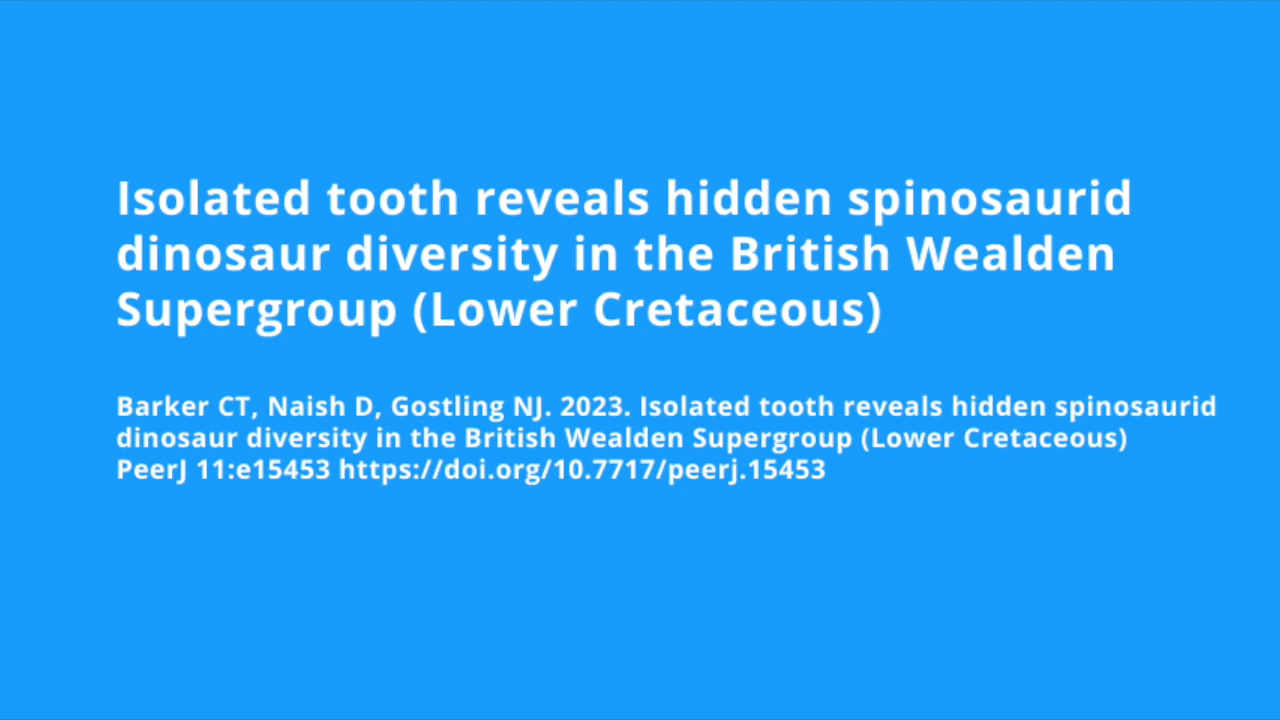 Isolated tooth reveals hidden spinosaurid
dinosaur diversity in the British Wealden
Supergroup (Lower Cretaceous)
Barker CT, Naish D, Gostling NJ. 2023. Isolated tooth reveals hidden spinosaurid
dinosaur diversity in the British Wealden Supergroup (Lower Cretaceous)
PeerJ 11:e15453 https://doi.org/10.7717/peerj.15453